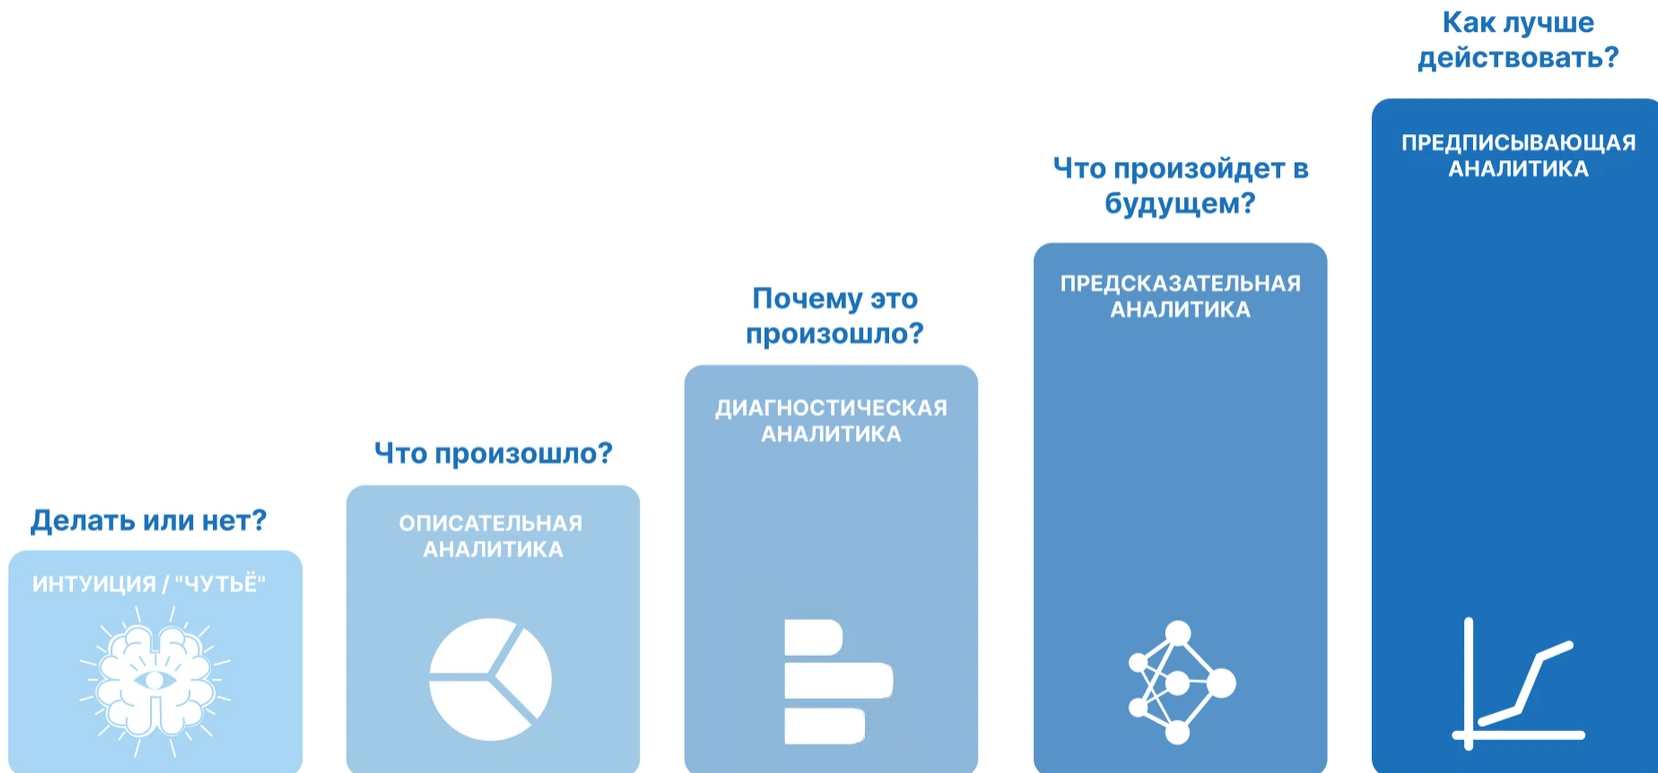 Делать или нет?
ИНТУИЦИЯ / "ЧУТЬЁ"
Что произошло?
ОПИСАТЕЛЬНАЯ
АНАЛИТИКА
Почему это
произошло?
ДИАГНОСТИЧЕСКАЯ
АНАЛИТИКА
Что произойдет в
будущем?
ПРЕДСКАЗАТЕЛЬНАЯ
АНАЛИТИКА
Как лучше
действовать?
ПРЕДПИСЫВАЮЩАЯ
АНАЛИТИКА